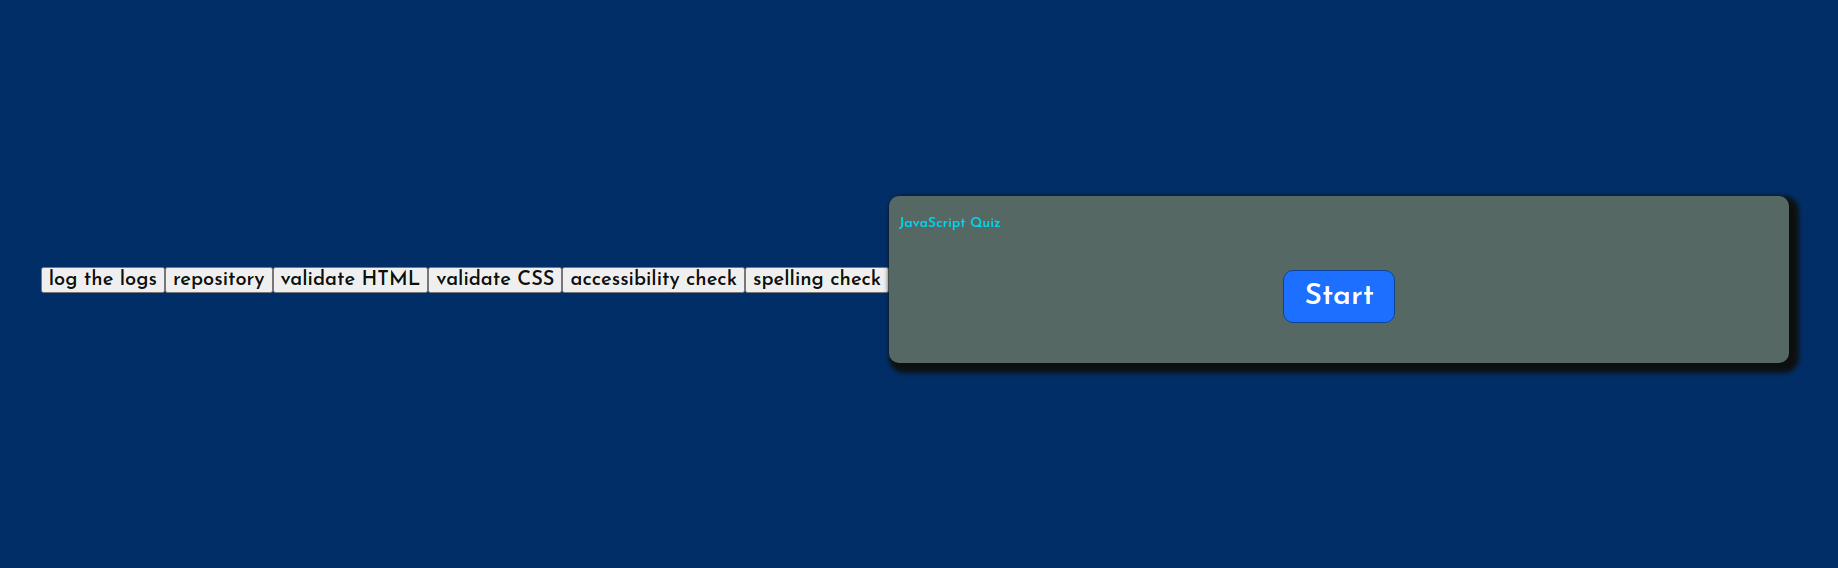 log the logs
repository
validate HTML
validate CSS
accessibility check
spelling check
JavaScript Quiz
Start